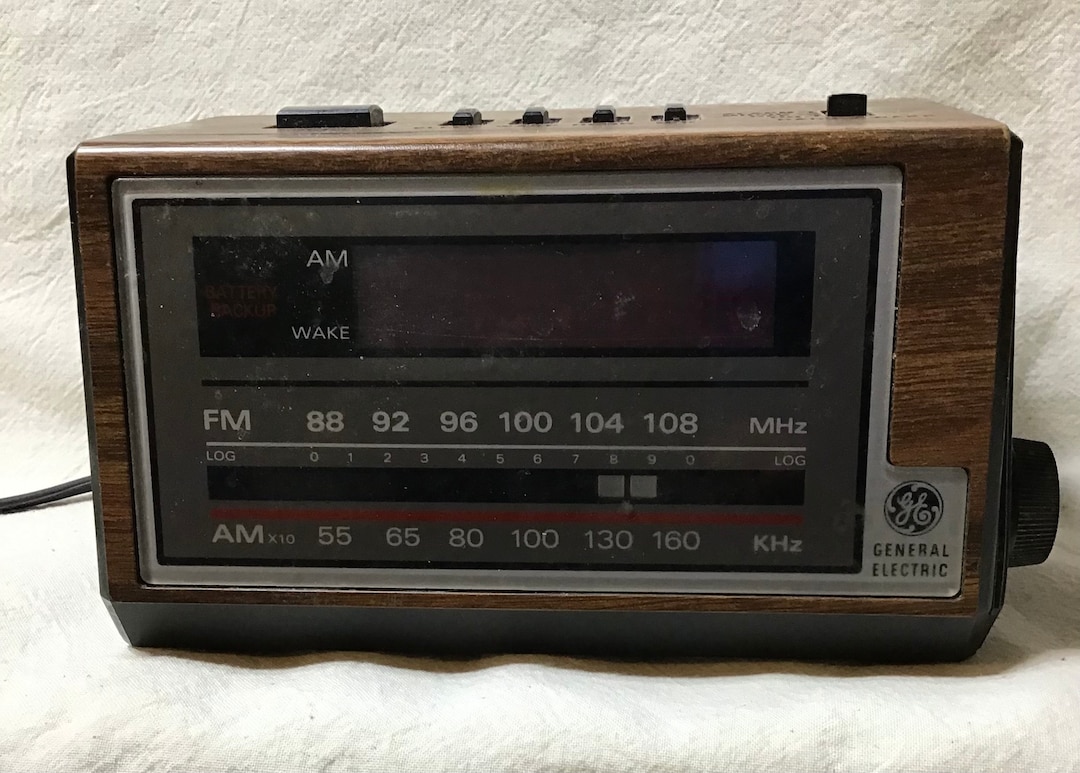 AM
BATTERY
BACKUP
WAKE
FM 88 92 96 100 104 108 MHz
LOG 0 1 2 3 4 5 6 7 8 9 0 LOG
AM X10 55 65 80 100 130 160 KHz
GE
GENERAL
ELECTRIC